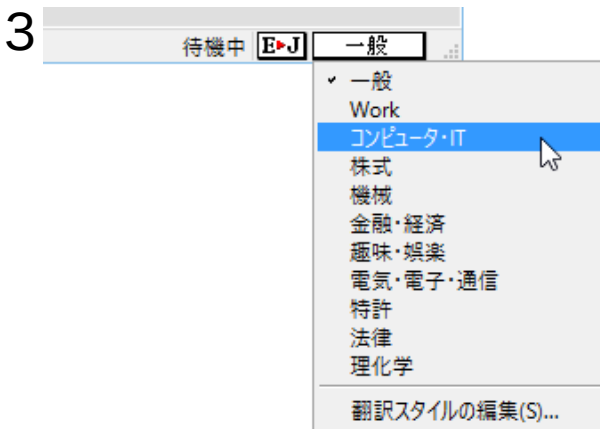 3
待機中 E▶J 一般
✓ 一般
Work
コンピュータ・IT
株式
機械
金融・経済
趣味・娯楽
電気・電子・通信
特許
法律
理化学
翻訳スタイルの編集(S)...